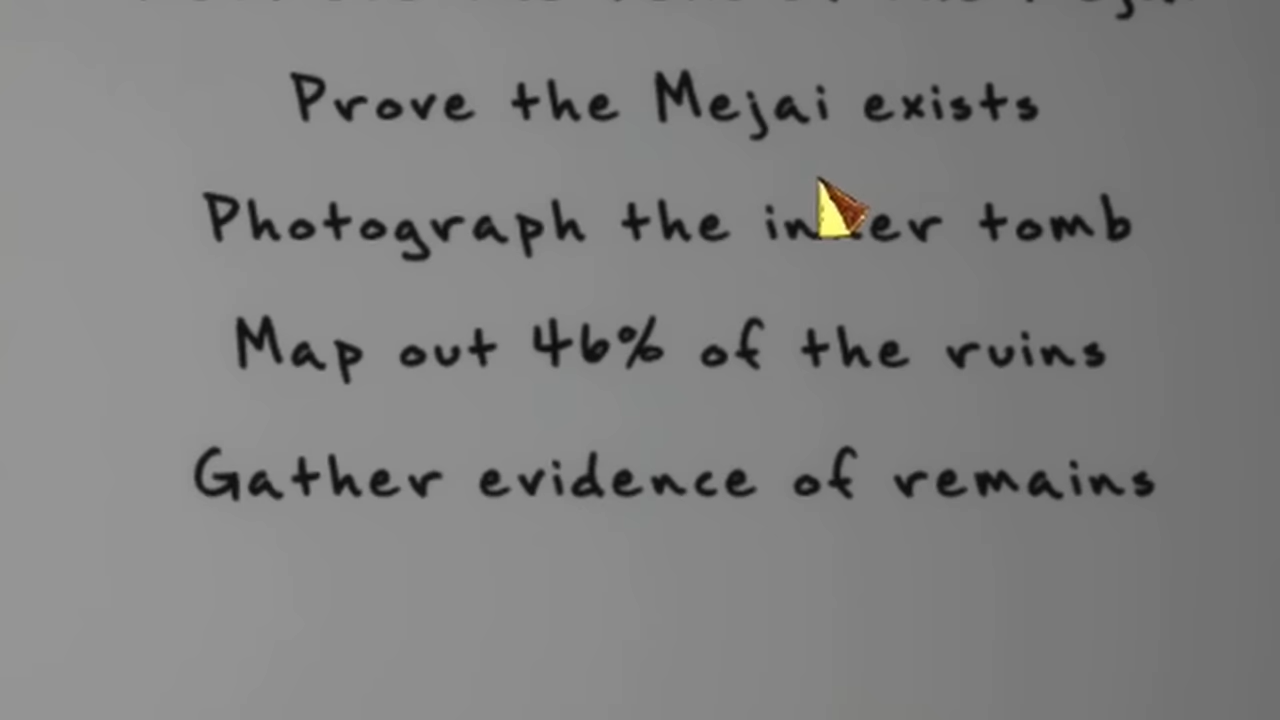 Prove the Mejai exists
Photograph the inner tomb
Map out 46% of the ruins
Gather evidence of remains